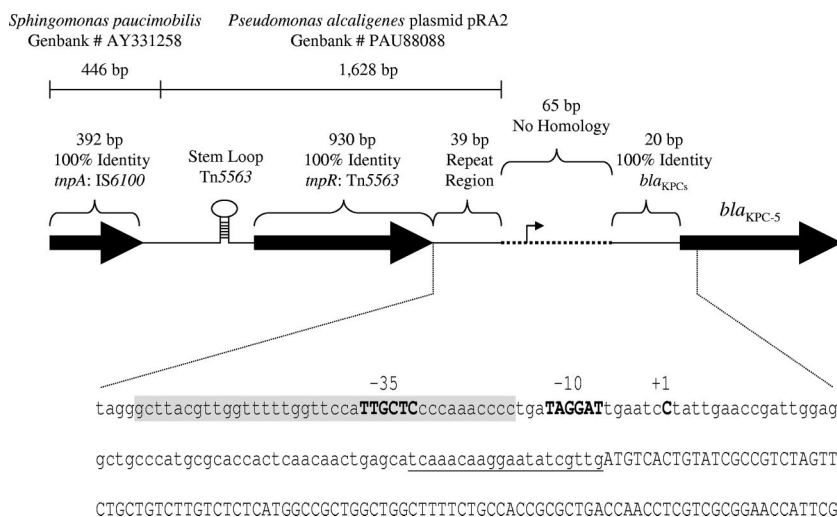 Sphingomonas paucimobilis
Genbank # AY331258
Pseudomonas alcaligenes plasmid pRA2
Genbank # PAU88088
446 bp
1,628 bp
65 bp
No Homology
392 bp
100% Identity
tnpA: IS6100
Stem Loop
Tn5563
930 bp
100% Identity
tnpR: Tn5563
39 bp
Repeat
Region
20 bp
100% Identity
blaKPCs
blaKPC-5
−35 −10 +1
tagggcttacgttggtttttggttccaTTGCTCcccaaaccccctgaTAGGATtgaatccCtattgaaccgattggag
gctgcccatgcgcaccactcaacaactgagcatcaaacaaggaatatcgttgATGTCACTGTATCGCCGTCTAGTT
CTGCTGTCTTGTCTCTCATGGCCGCTGGCTGGCTTTTCTGCCACCGCGCTGACCAACCTCGTCGCGGAACCATTCG